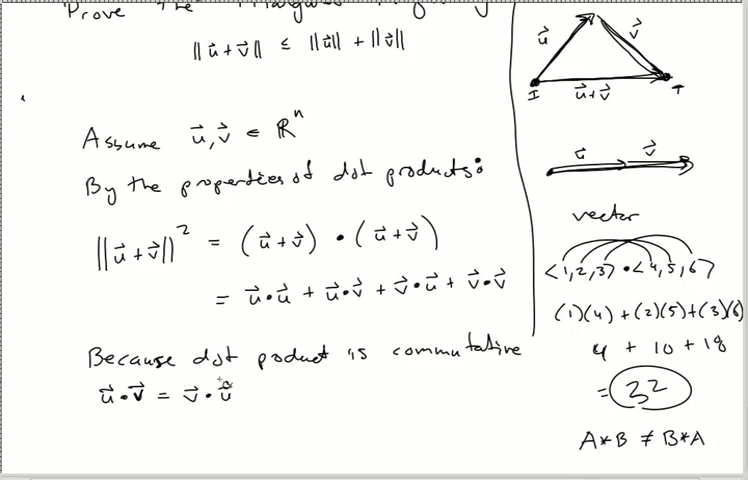 Prove the
‖u⃗ + v⃗‖ ≤ ‖u⃗‖ + ‖v⃗‖
Assume u⃗, v⃗ ∈ ℝⁿ
By the properties of dot products:
‖u⃗ + v⃗‖² = (u⃗ + v⃗) • (u⃗ + v⃗)
= u⃗•u⃗ + u⃗•v⃗ + v⃗•u⃗ + v⃗•v⃗
Because dot product is commutative
u⃗•v⃗ = v⃗•u⃗
u⃗
v⃗
I
T
u⃗+v⃗
u⃗
v⃗
vector
<1,2,3> • <4,5,6>
(1)(4) + (2)(5) + (3)(6)
4 + 10 + 18
= 32
A*B ≠ B*A